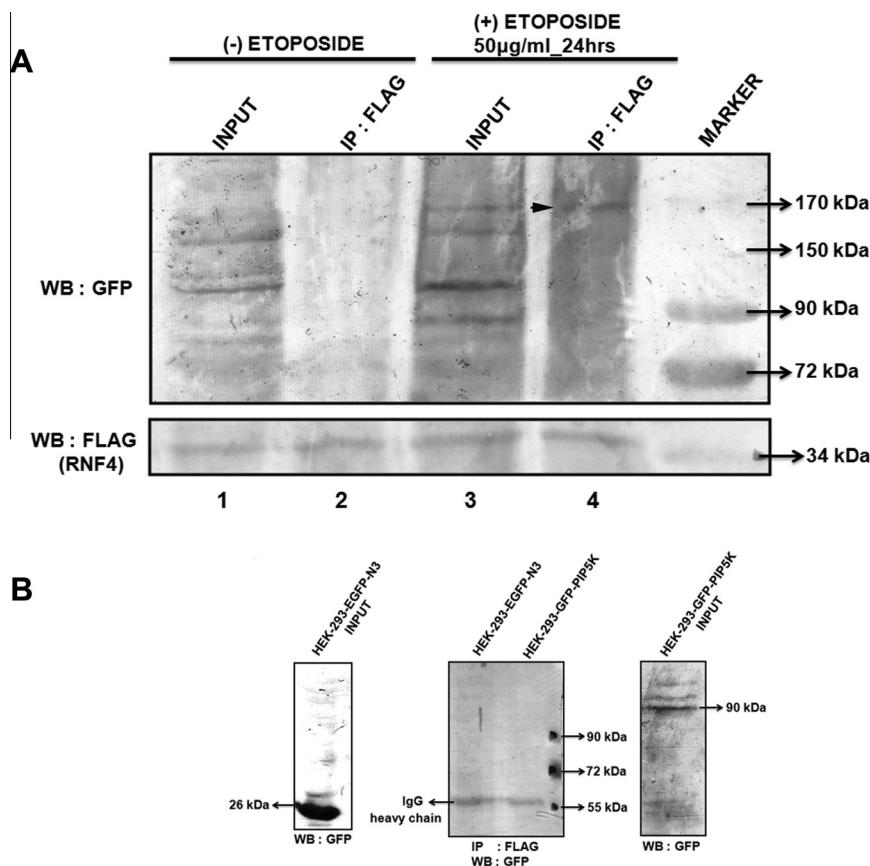 A
(-) ETOPOSIDE
(+) ETOPOSIDE
50µg/ml_24hrs
INPUT
IP : FLAG
INPUT
IP : FLAG
MARKER
WB : GFP
170 kDa
150 kDa
90 kDa
72 kDa
WB : FLAG
(RNF4)
34 kDa
1
2
3
4
B
HEK-293-EGFP-N3
INPUT
26 kDa
WB : GFP
HEK-293-EGFP-N3
HEK-293-GFP-PIP5K
90 kDa
72 kDa
55 kDa
IgG
heavy chain
IP : FLAG
WB : GFP
HEK-293-GFP-PIP5K
INPUT
90 kDa
WB : GFP